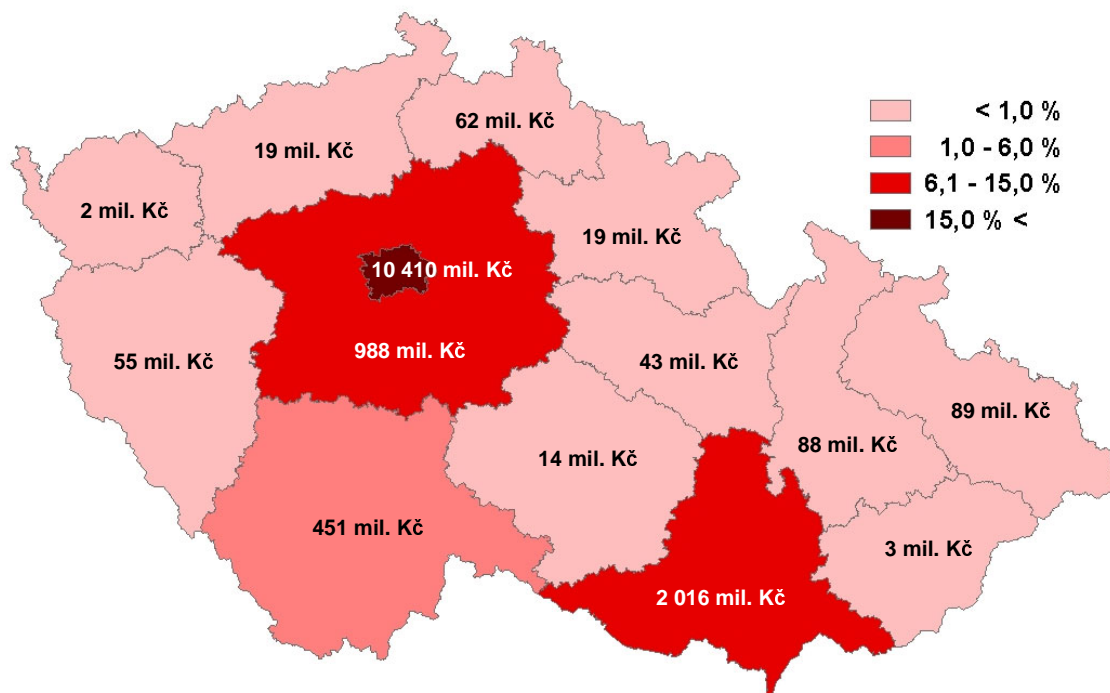 62 mil. Kč
19 mil. Kč
2 mil. Kč
19 mil. Kč
10 410 mil. Kč
55 mil. Kč
988 mil. Kč
43 mil. Kč
89 mil. Kč
88 mil. Kč
14 mil. Kč
451 mil. Kč
3 mil. Kč
2 016 mil. Kč
< 1,0 %
1,0 - 6,0 %
6,1 - 15,0 %
15,0 % <